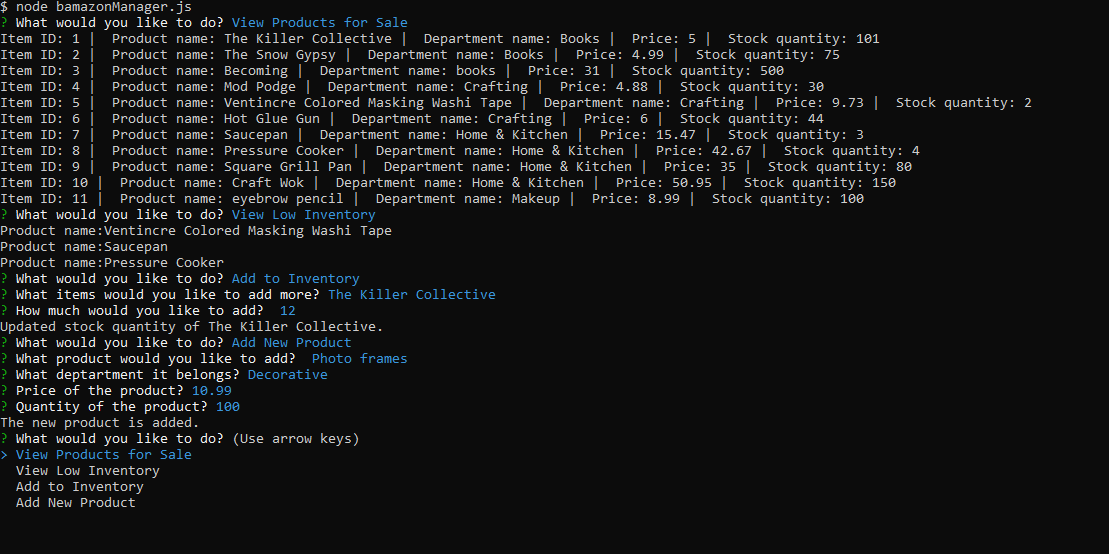 $ node bamazonManager.js
? What would you like to do? View Products for Sale
Item ID: 1 |  Product name: The Killer Collective |  Department name: Books |  Price: 5 |  Stock quantity: 101
Item ID: 2 |  Product name: The Snow Gypsy |  Department name: Books |  Price: 4.99 |  Stock quantity: 75
Item ID: 3 |  Product name: Becoming |  Department name: books |  Price: 31 |  Stock quantity: 500
Item ID: 4 |  Product name: Mod Podge |  Department name: Crafting |  Price: 4.88 |  Stock quantity: 30
Item ID: 5 |  Product name: Ventincre Colored Masking Washi Tape |  Department name: Crafting |  Price: 9.73 |  Stock quantity: 2
Item ID: 6 |  Product name: Hot Glue Gun |  Department name: Crafting |  Price: 6 |  Stock quantity: 44
Item ID: 7 |  Product name: Saucepan |  Department name: Home & Kitchen |  Price: 15.47 |  Stock quantity: 3
Item ID: 8 |  Product name: Pressure Cooker |  Department name: Home & Kitchen |  Price: 42.67 |  Stock quantity: 4
Item ID: 9 |  Product name: Square Grill Pan |  Department name: Home & Kitchen |  Price: 35 |  Stock quantity: 80
Item ID: 10 |  Product name: Craft Wok |  Department name: Home & Kitchen |  Price: 50.95 |  Stock quantity: 150
Item ID: 11 |  Product name: eyebrow pencil |  Department name: Makeup |  Price: 8.99 |  Stock quantity: 100
? What would you like to do? View Low Inventory
Product name:Ventincre Colored Masking Washi Tape
Product name:Saucepan
Product name:Pressure Cooker
? What would you like to do? Add to Inventory
? What items would you like to add more? The Killer Collective
? How much would you like to add?  12
Updated stock quantity of The Killer Collective.
? What would you like to do? Add New Product
? What product would you like to add?  Photo frames
? What deptartment it belongs? Decorative
? Price of the product? 10.99
? Quantity of the product? 100
The new product is added.
? What would you like to do? (Use arrow keys)
> View Products for Sale
  View Low Inventory
  Add to Inventory
  Add New Product